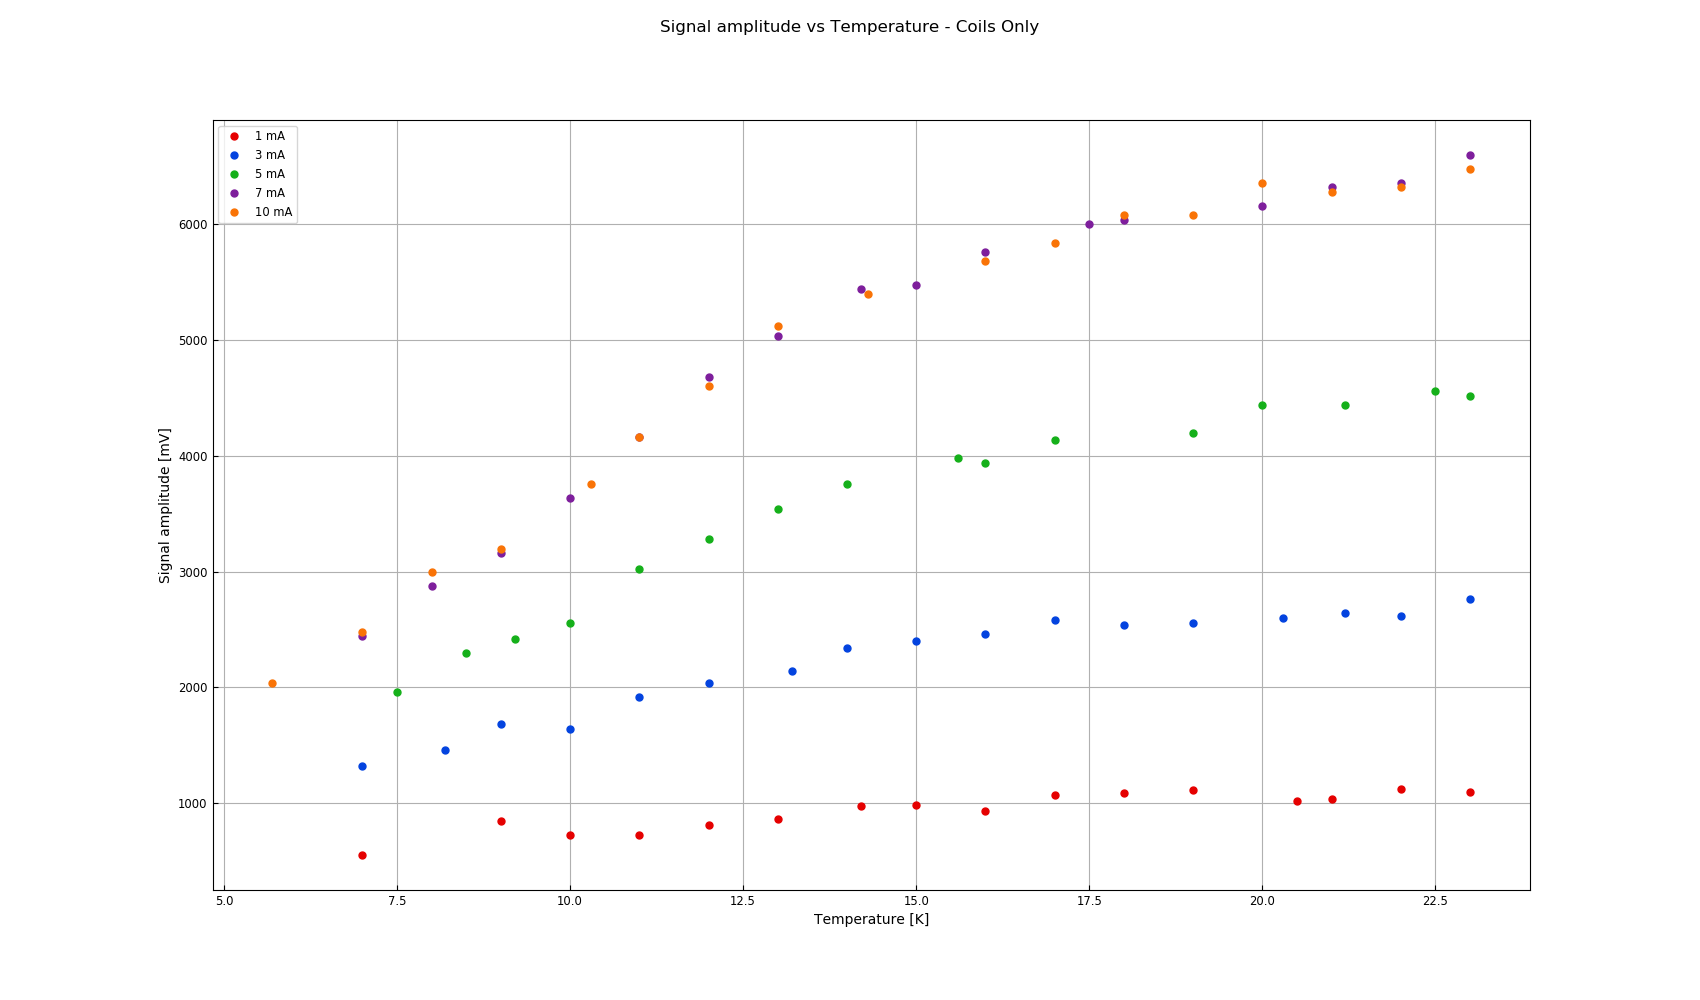 Signal amplitude vs Temperature - Coils Only
1 mA
3 mA
5 mA
7 mA
10 mA
6000
5000
4000
3000
2000
1000
Signal amplitude [mV]
5.0 7.5 10.0 12.5 15.0 17.5 20.0 22.5
Temperature [K]